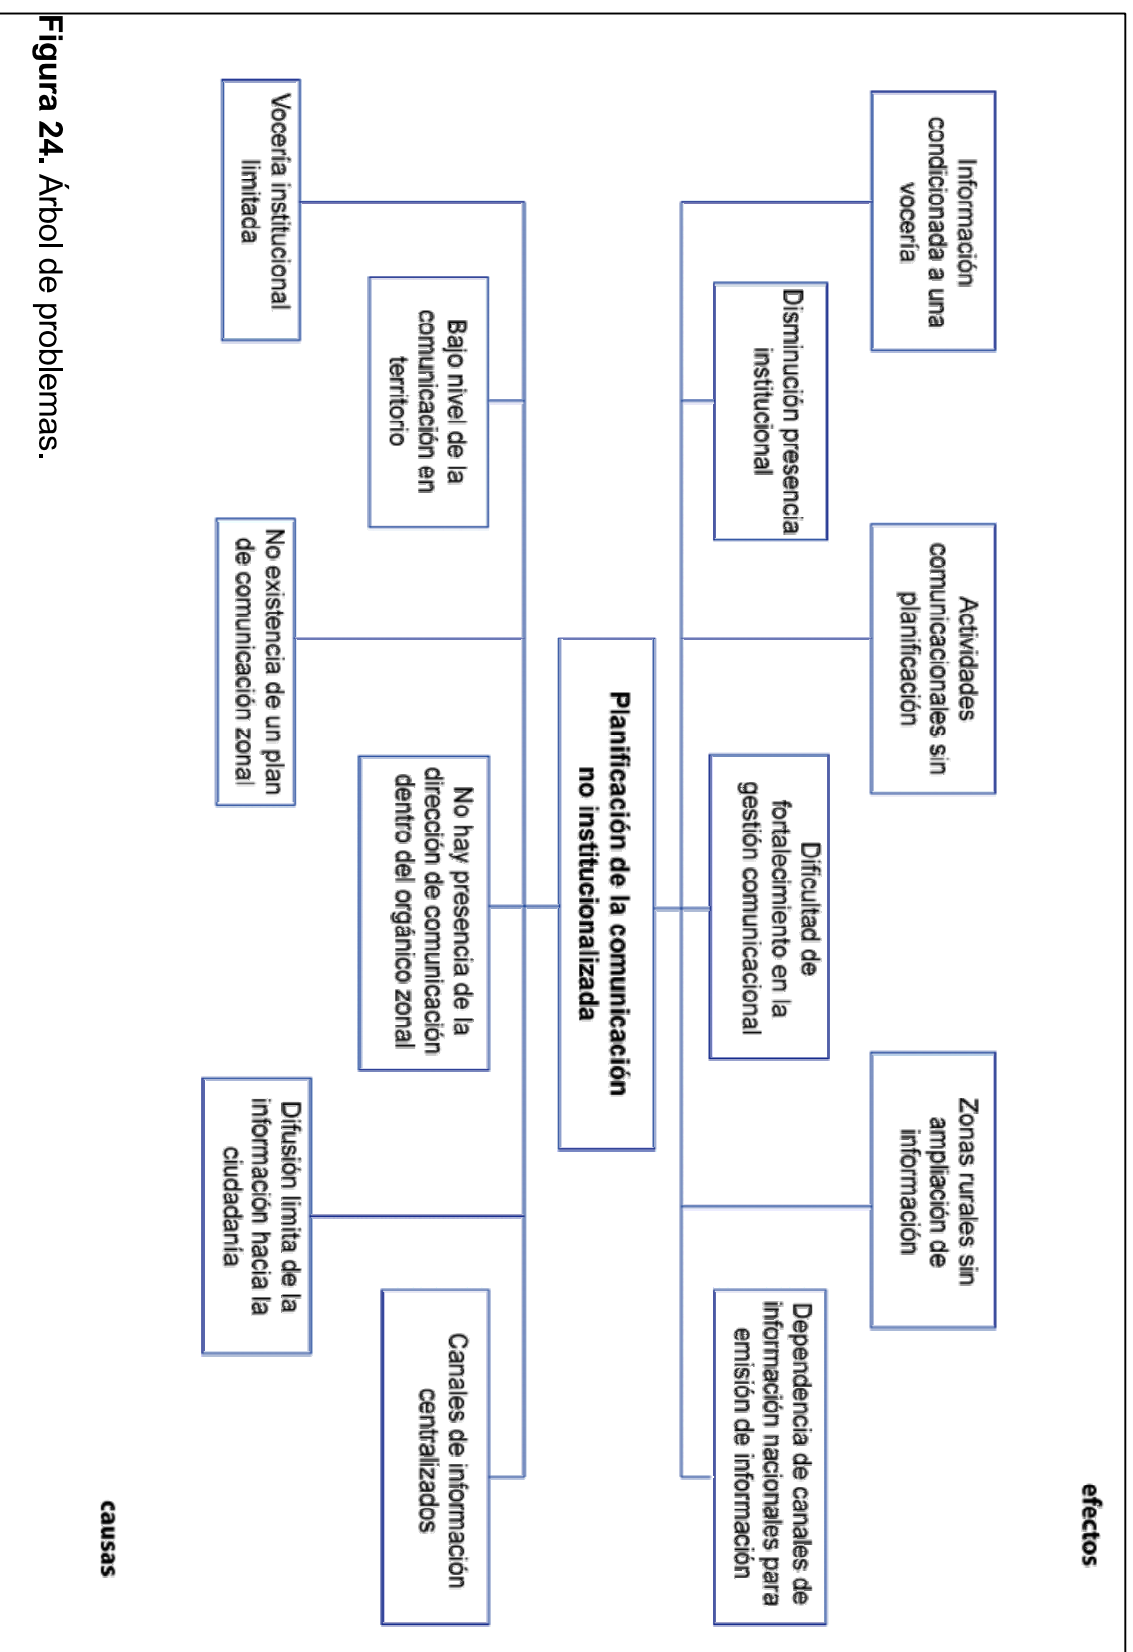 efectos
Información
condicionada a una
vocería
Actividades
comunicacionales sin
planificación
Zonas rurales sin
ampliación de
información
Disminución presencia
institucional
Dificultad de
fortalecimiento en la
gestión comunicacional
Dependencia de canales de
información nacionales para
emisión de información
Planificación de la comunicación
no institucionalizada
Bajo nivel de la
comunicación en
territorio
No hay presencia de la
dirección de comunicación
dentro del orgánico zonal
Canales de información
centralizados
Vocería institucional
limitada
No existencia de un plan
de comunicación zonal
Difusión limita de la
información hacia la
ciudadanía
causas
Figura 24. Árbol de problemas.